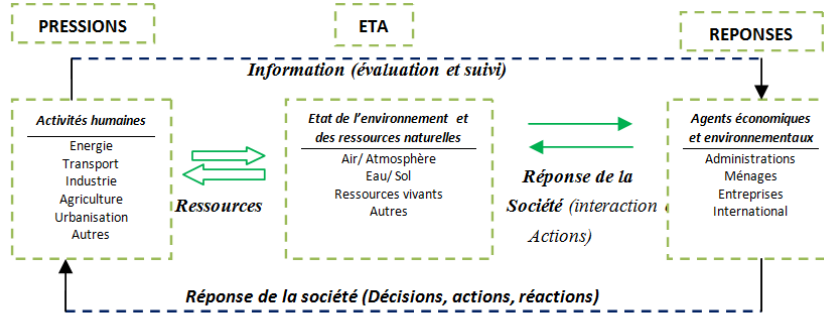 PRESSIONS
ETA
REPONSES
Information (évaluation et suivi)
Activités humaines
Energie
Transport
Industrie
Agriculture
Urbanisation
Autres
Ressources
Etat de l’environnement et
des ressources naturelles
Air/ Atmosphère
Eau/ Sol
Ressources vivants
Autres
Réponse de la
Société (interaction
Actions)
Agents économiques
et environnementaux
Administrations
Ménages
Entreprises
International
Réponse de la société (Décisions, actions, réactions)